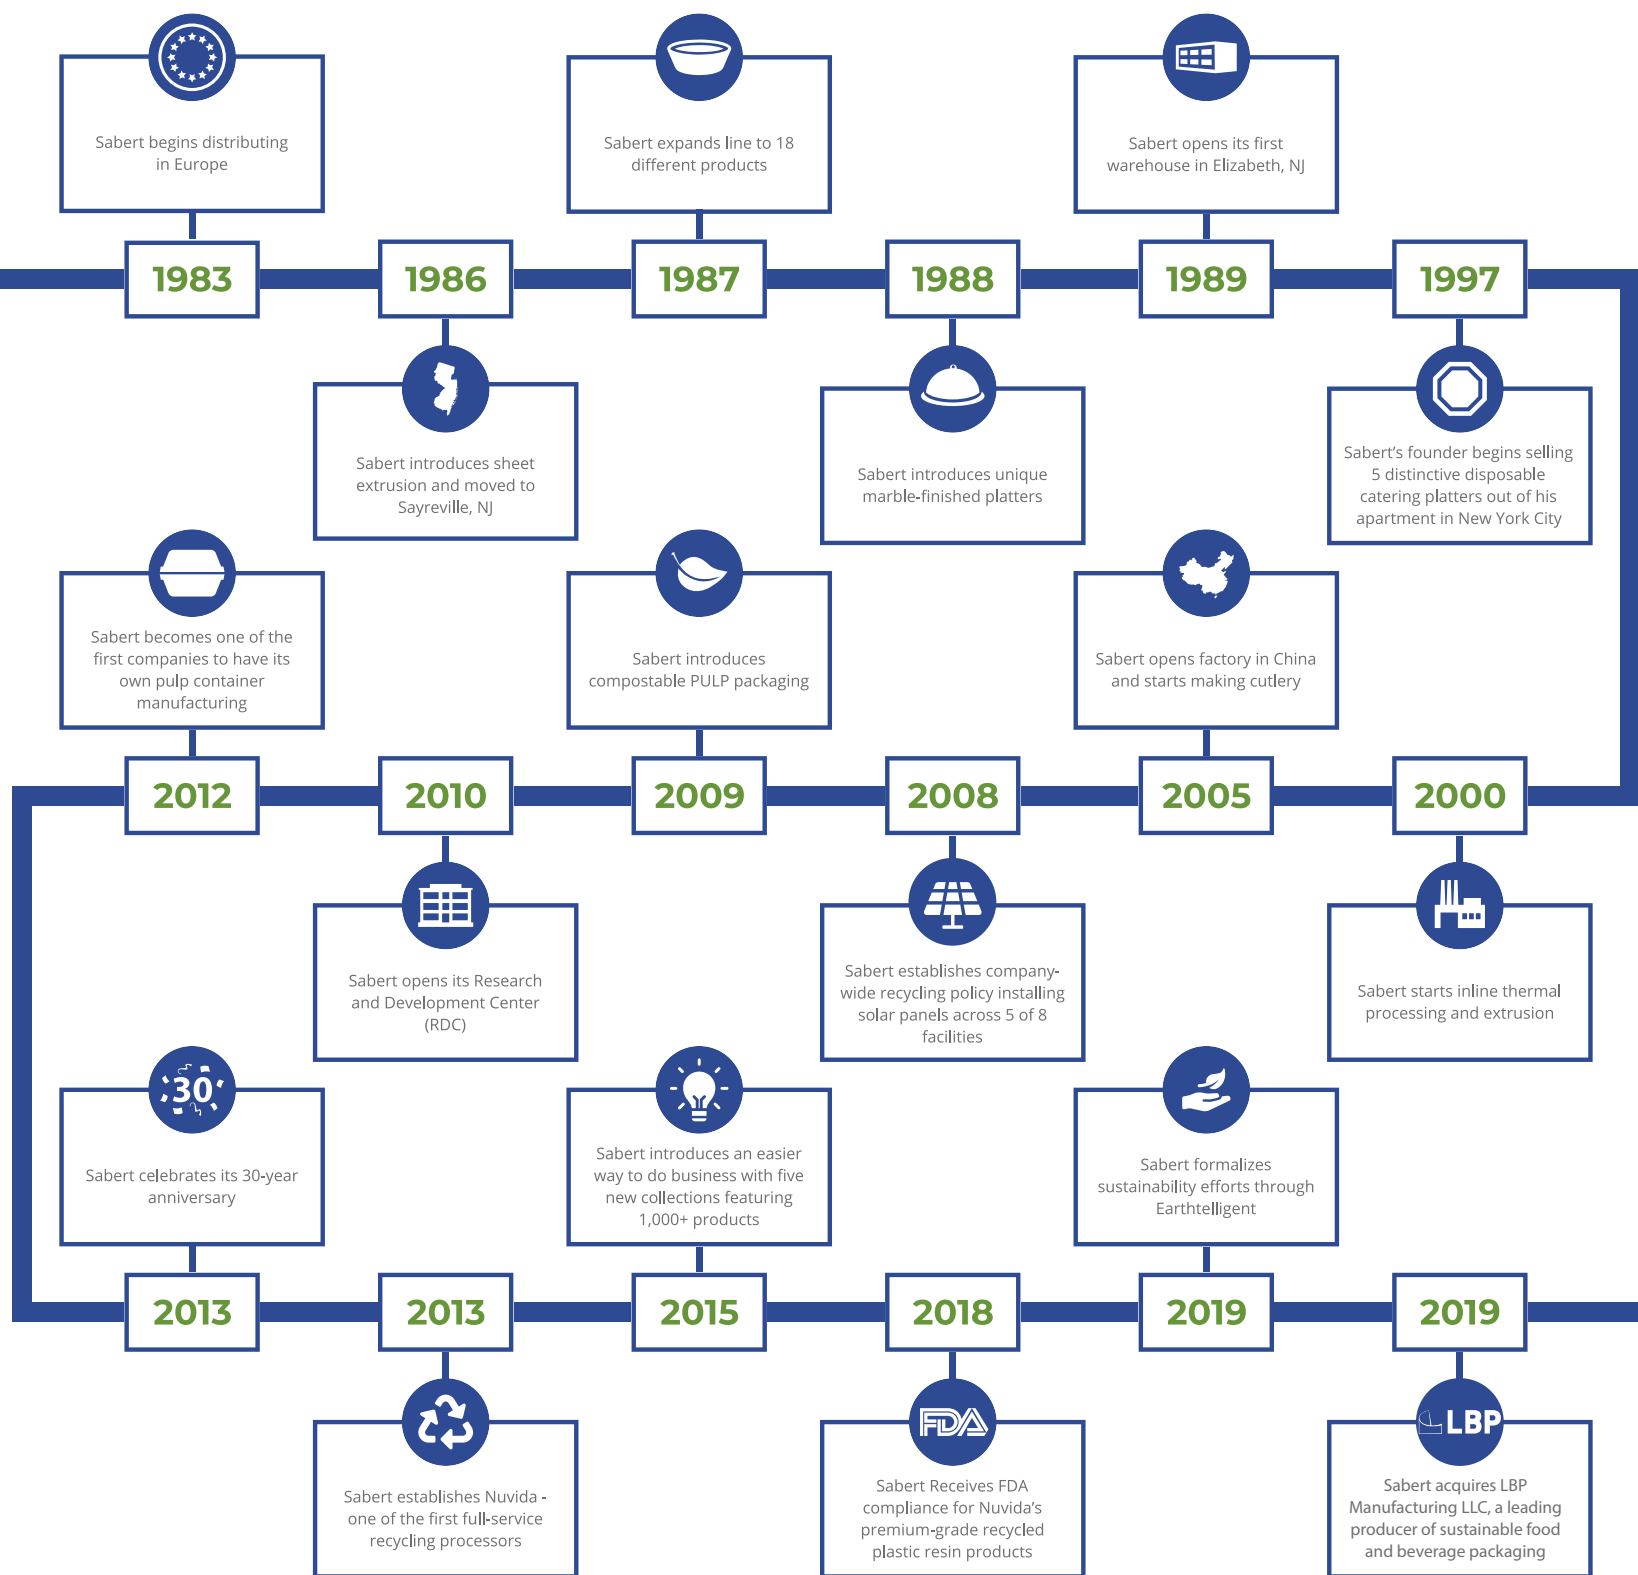 Sabert begins distributing
in Europe
Sabert expands line to 18
different products
Sabert opens its first
warehouse in Elizabeth, NJ
1983
1986
1987
1988
1989
1997
Sabert introduces sheet
extrusion and moved to
Sayreville, NJ
Sabert introduces unique
marble-finished platters
Sabert’s founder begins selling
5 distinctive disposable
catering platters out of his
apartment in New York City
Sabert becomes one of the
first companies to have its
own pulp container
manufacturing
Sabert introduces
compostable PULP packaging
Sabert opens factory in China
and starts making cutlery
2012
2010
2009
2008
2005
2000
Sabert opens its Research
and Development Center
(RDC)
Sabert establishes company-
wide recycling policy installing
solar panels across 5 of 8
facilities
Sabert starts inline thermal
processing and extrusion
30
Sabert celebrates its 30-year
anniversary
Sabert introduces an easier
way to do business with five
new collections featuring
1,000+ products
Sabert formalizes
sustainability efforts through
Earthtelligent
2013
2013
2015
2018
2019
2019
Sabert establishes Nuvida -
one of the first full-service
recycling processors
FDA
Sabert Receives FDA
compliance for Nuvida’s
premium-grade recycled
plastic resin products
LBP
Sabert acquires LBP
Manufacturing LLC, a leading
producer of sustainable food
and beverage packaging